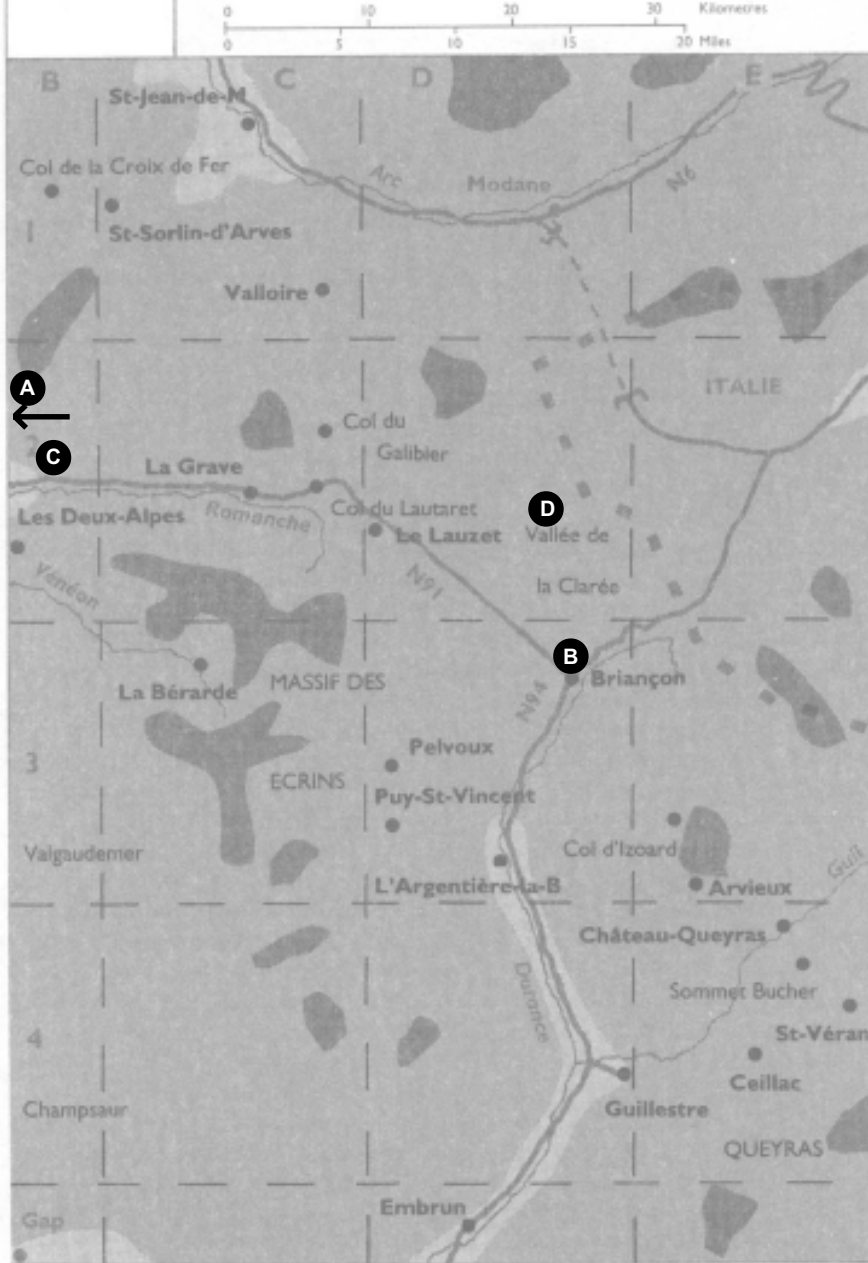 0 10 20 30 Kilometres
0 5 10 15 20 Miles
B C D E
St-Jean-de-M
Col de la Croix de Fer
Arc
Modane
N6
1
St-Sorlin-d'Arves
Valloire
A
ITALIE
2
Col du
Galibier
C
La Grave
D
Col du Lautaret
Les Deux-Alpes
Romanche
Le Lauzet
Vallée de
la Clarée
Vénéon
N91
B
Briançon
La Bérarde
MASSIF DES
N94
3
Pelvoux
ECRINS
Puy-St-Vincent
Valgaudemer
Col d'Izoard
Guil
L'Argentière-la-B
Arvieux
Château-Queyras
Durance
Sommet Bucher
4
St-Véran
Ceillac
Champsaur
Guillestre
QUEYRAS
Embrun
Gap